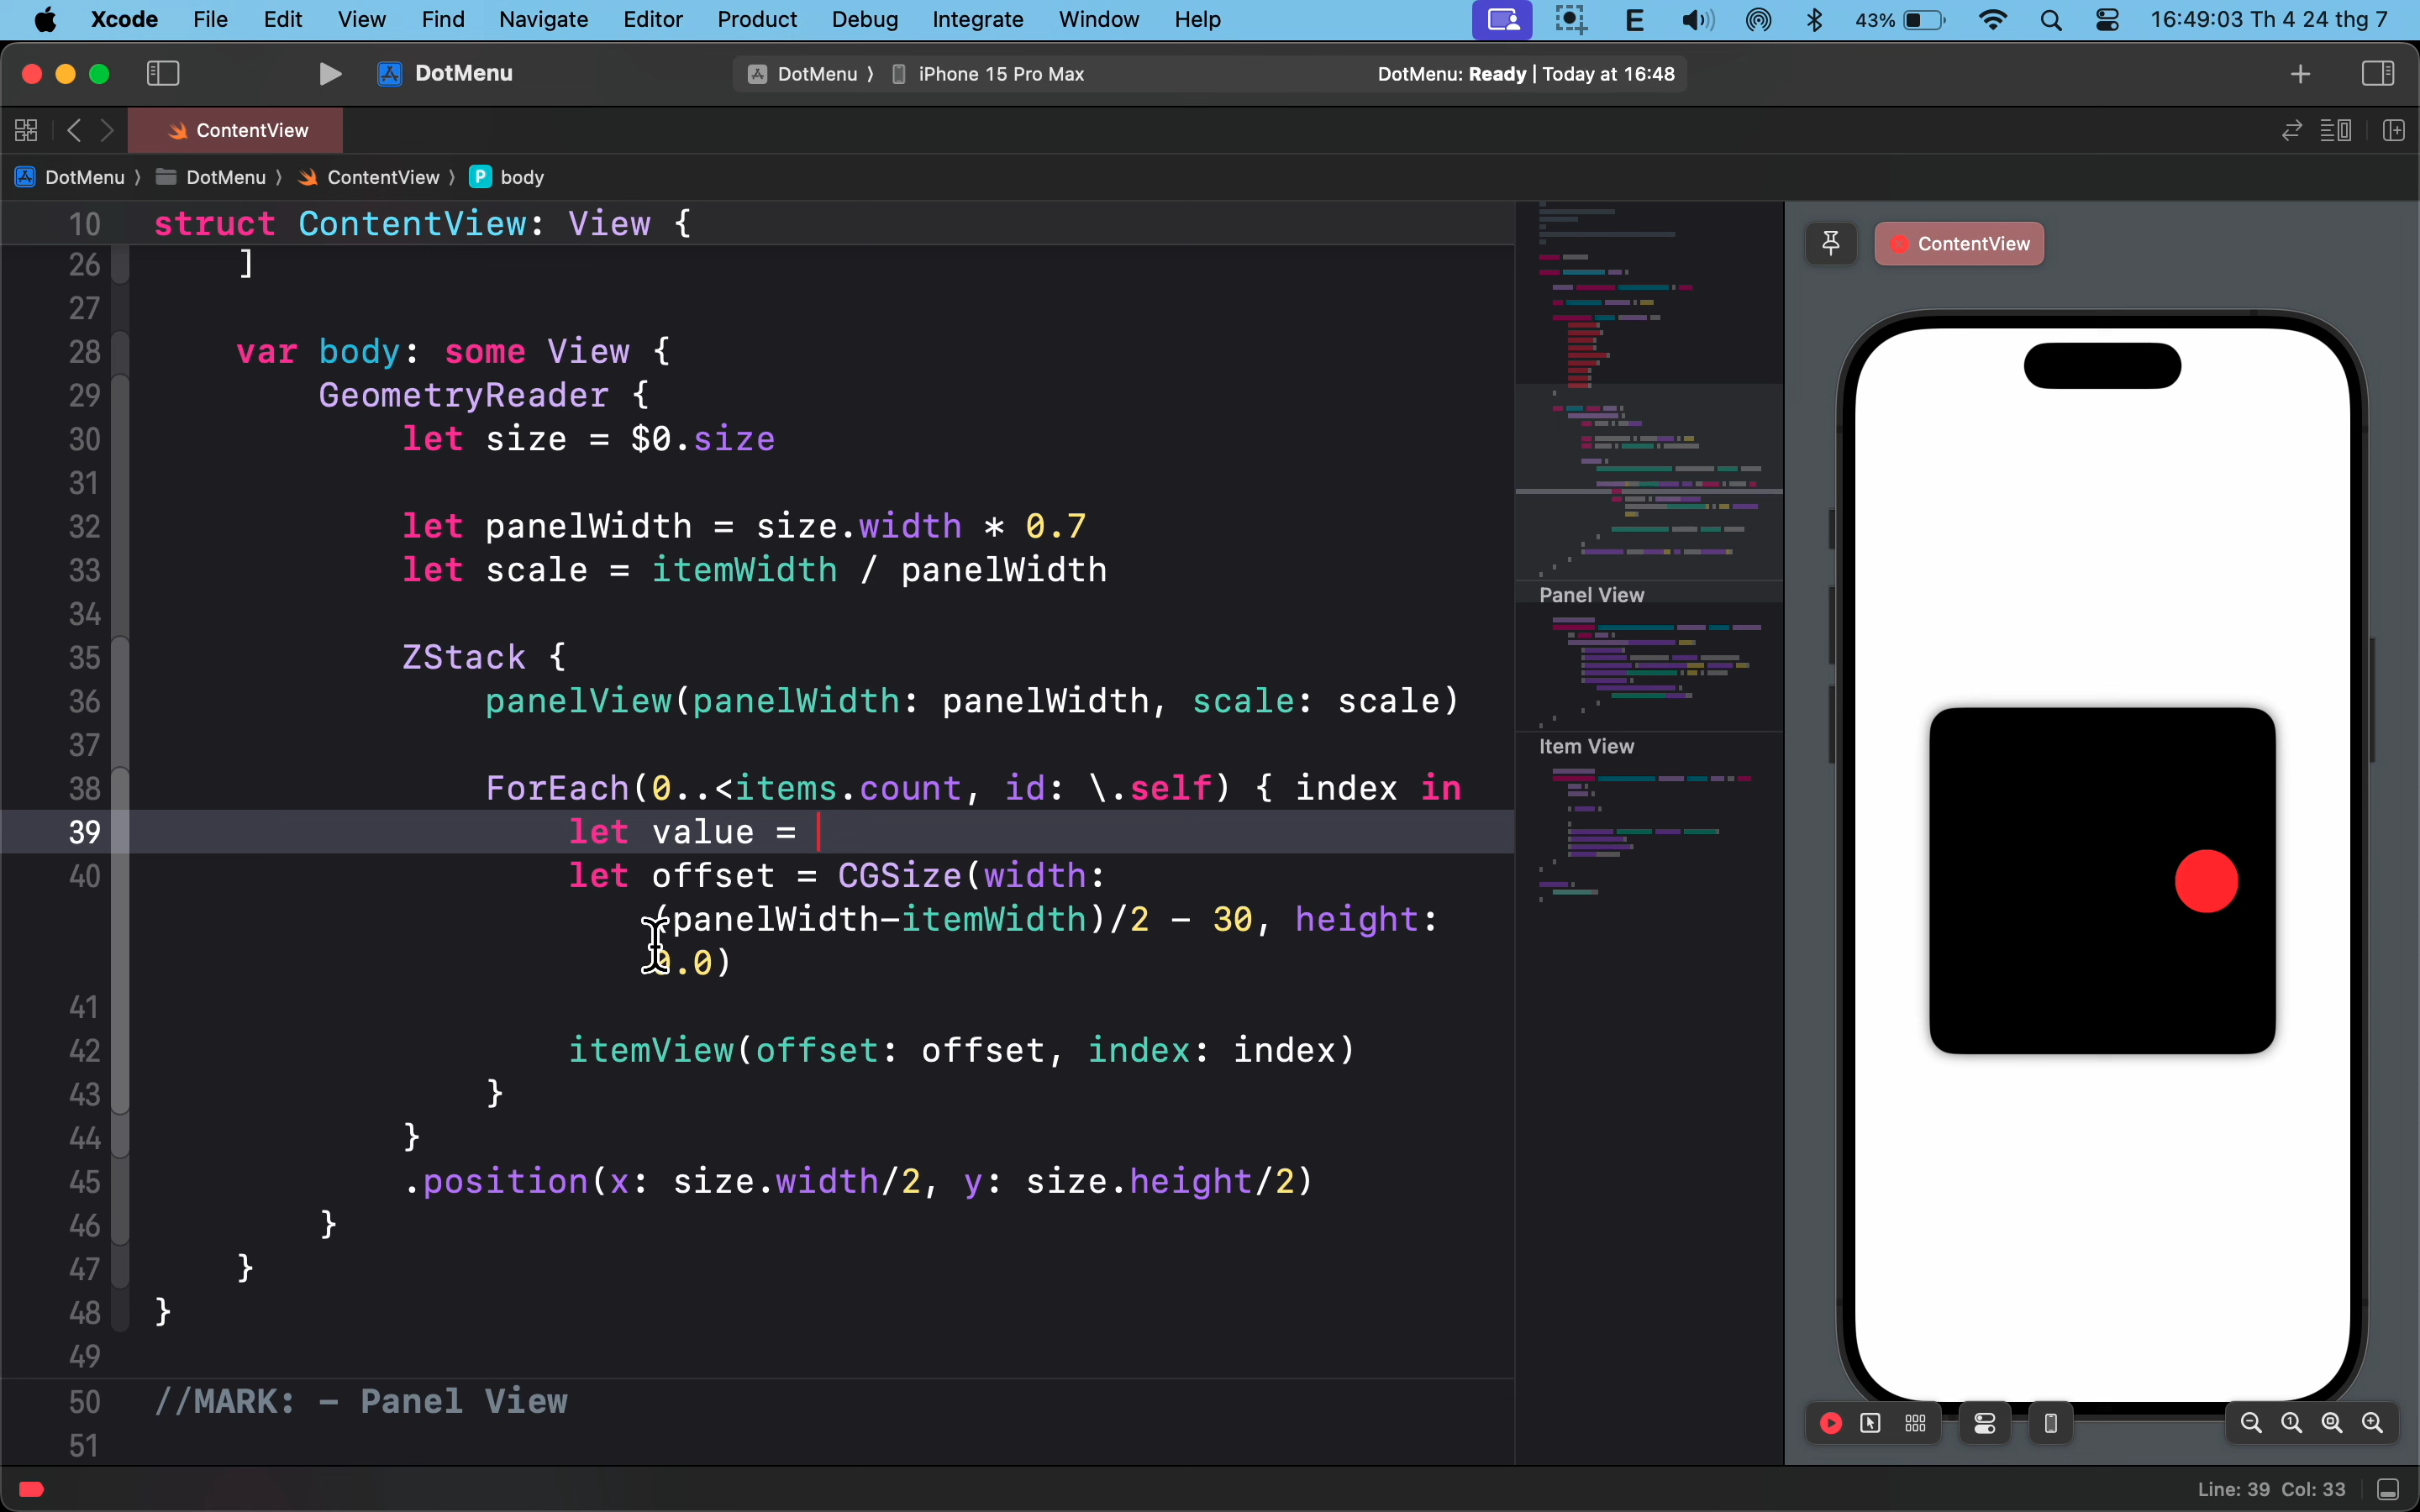 Xcode File Edit View Find Navigate Editor Product Debug Integrate Window Help E 43% 16:49:03 Th 4 24 thg 7
DotMenu DotMenu 〉 iPhone 15 Pro Max DotMenu: Ready | Today at 16:48
ContentView
DotMenu 〉 DotMenu 〉 ContentView 〉 P body
10 struct ContentView: View {
26 ]
27
28 var body: some View {
29 GeometryReader {
30 let size = $0.size
31
32 let panelWidth = size.width * 0.7
33 let scale = itemWidth / panelWidth
34
35 ZStack {
36 panelView(panelWidth: panelWidth, scale: scale)
37
38 ForEach(0..<items.count, id: \.self) { index in
39 let value =
40 let offset = CGSize(width:
(panelWidth-itemWidth)/2 - 30, height:
0.0)
41
42 itemView(offset: offset, index: index)
43 }
44 }
45 .position(x: size.width/2, y: size.height/2)
46 }
47 }
48 }
49
50 //MARK: - Panel View
51
Panel View
Item View
ContentView
Line: 39 Col: 33